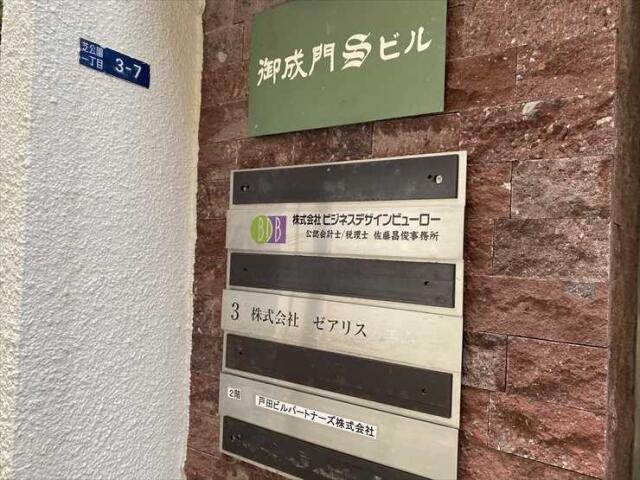 芝公園
一丁目 3-7
御成門Sビル
BDB 株式会社 ビジネスデザインビューロー
公認会計士/税理士 佐藤昌俊事務所
3 株式会社 ゼアリス
2階 戸田ビルパートナーズ株式会社